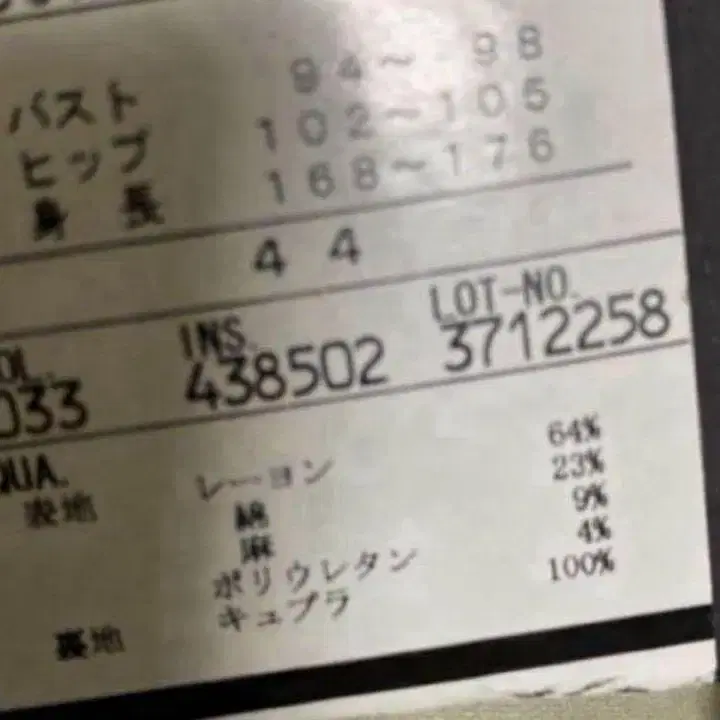 バスト 94～ 98
ヒップ 102～105
身 長 168～176
44
INS. LOT-NO.
033 438502 3712258
QUA.
表地 レーヨン 64%
綿 23%
麻 9%
ポリウレタン 4%
裏地 キュプラ 100%